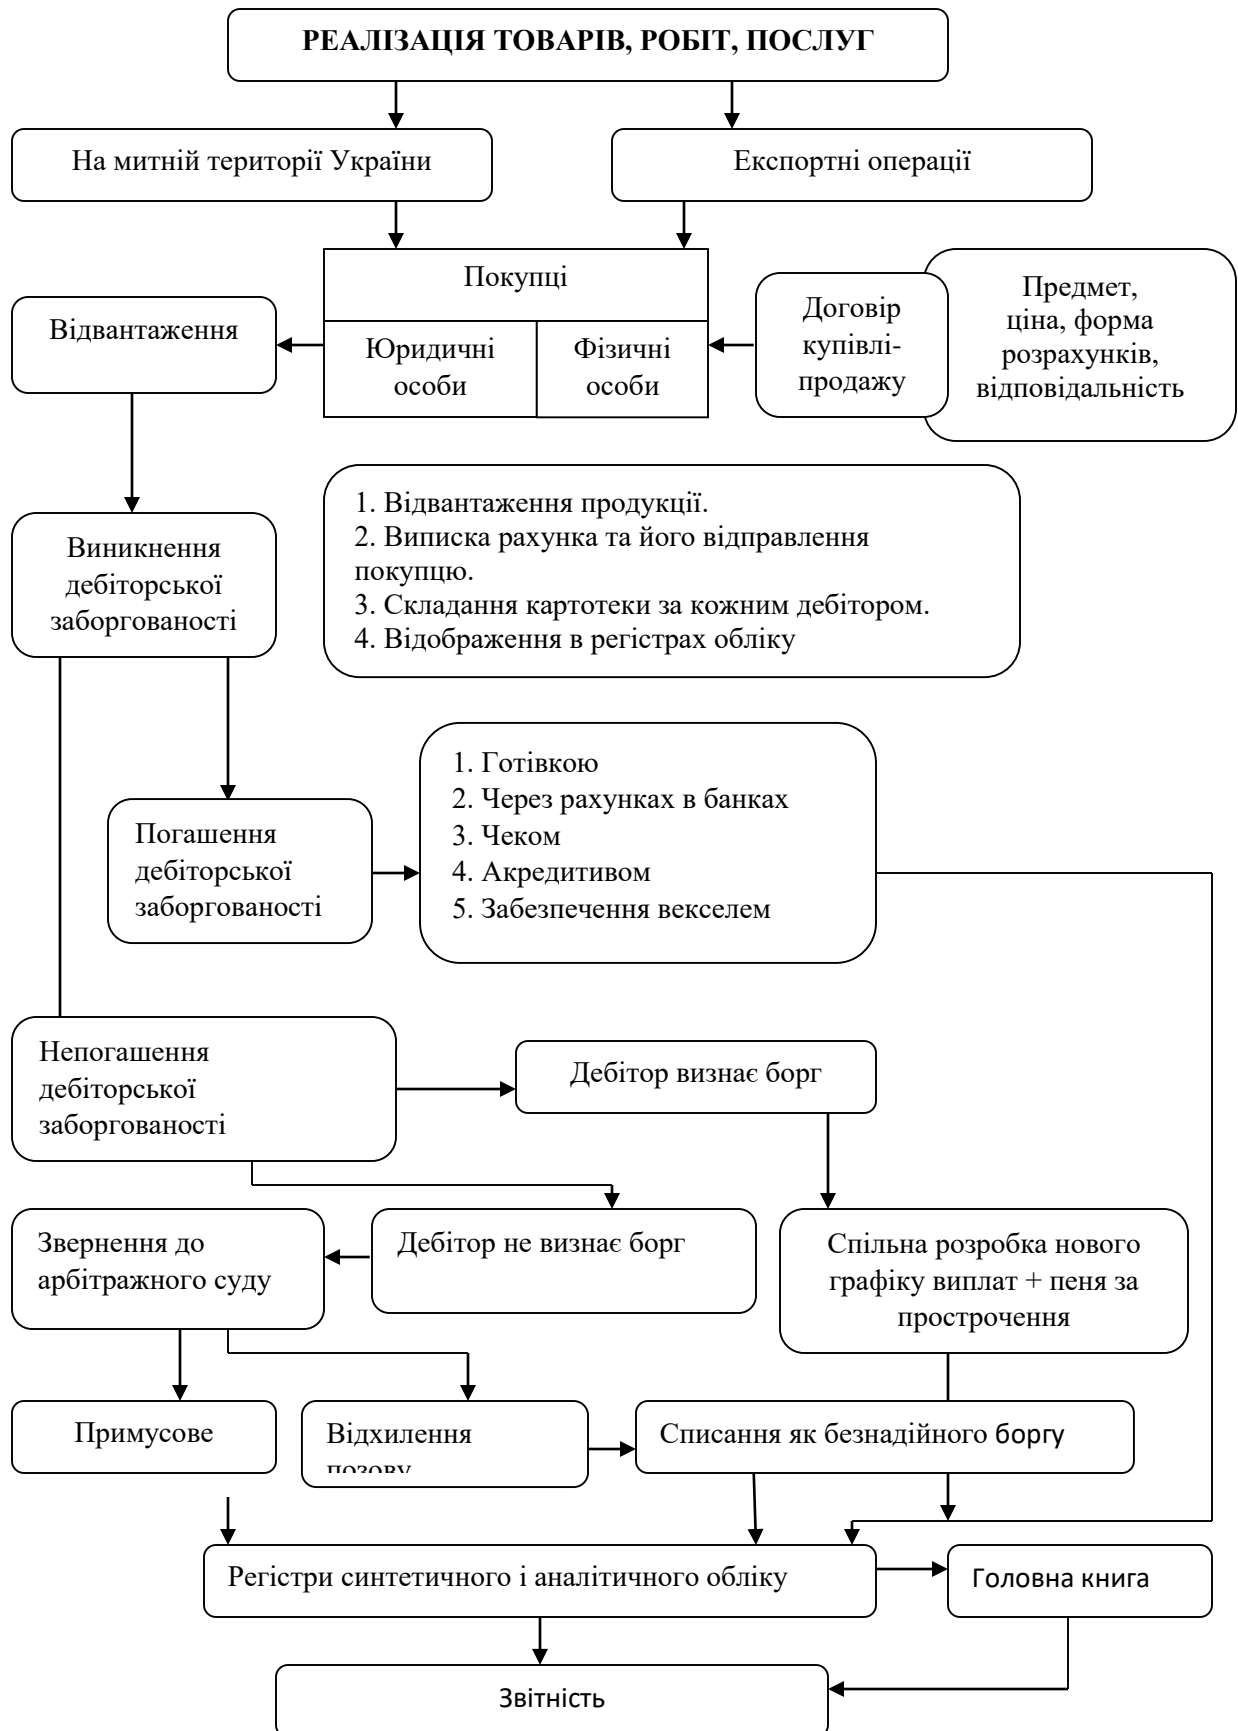 РЕАЛІЗАЦІЯ ТОВАРІВ, РОБІТ, ПОСЛУГ
На митній території України
Експортні операції
Покупці
Юридичні
особи
Фізичні
особи
Договір
купівлі-
продажу
Предмет,
ціна, форма
розрахунків,
відповідальність
Відвантаження
1. Відвантаження продукції.
2. Виписка рахунка та його відправлення
покупцю.
3. Складання картотеки за кожним дебітором.
4. Відображення в регістрах обліку
Виникнення
дебіторської
заборгованості
1. Готівкою
2. Через рахунках в банках
3. Чеком
4. Акредитивом
5. Забезпечення векселем
Погашення
дебіторської
заборгованості
Непогашення
дебіторської
заборгованості
Дебітор визнає борг
Звернення до
арбітражного суду
Дебітор не визнає борг
Спільна розробка нового
графіку виплат + пеня за
прострочення
Примусове
Відхилення
позову
Списання як безнадійного боргу
Регістри синтетичного і аналітичного обліку
Головна книга
Звітність